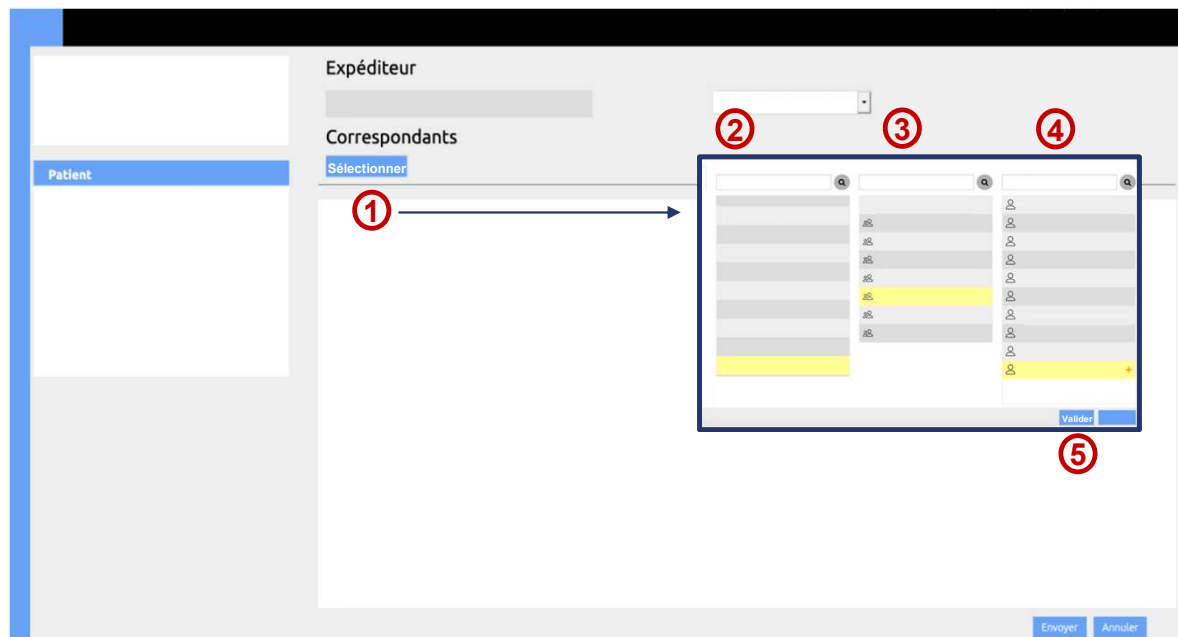 Expéditeur
Correspondants
Sélectionner
Patient
1
2
3
4
Valider
5
Envoyer
Annuler